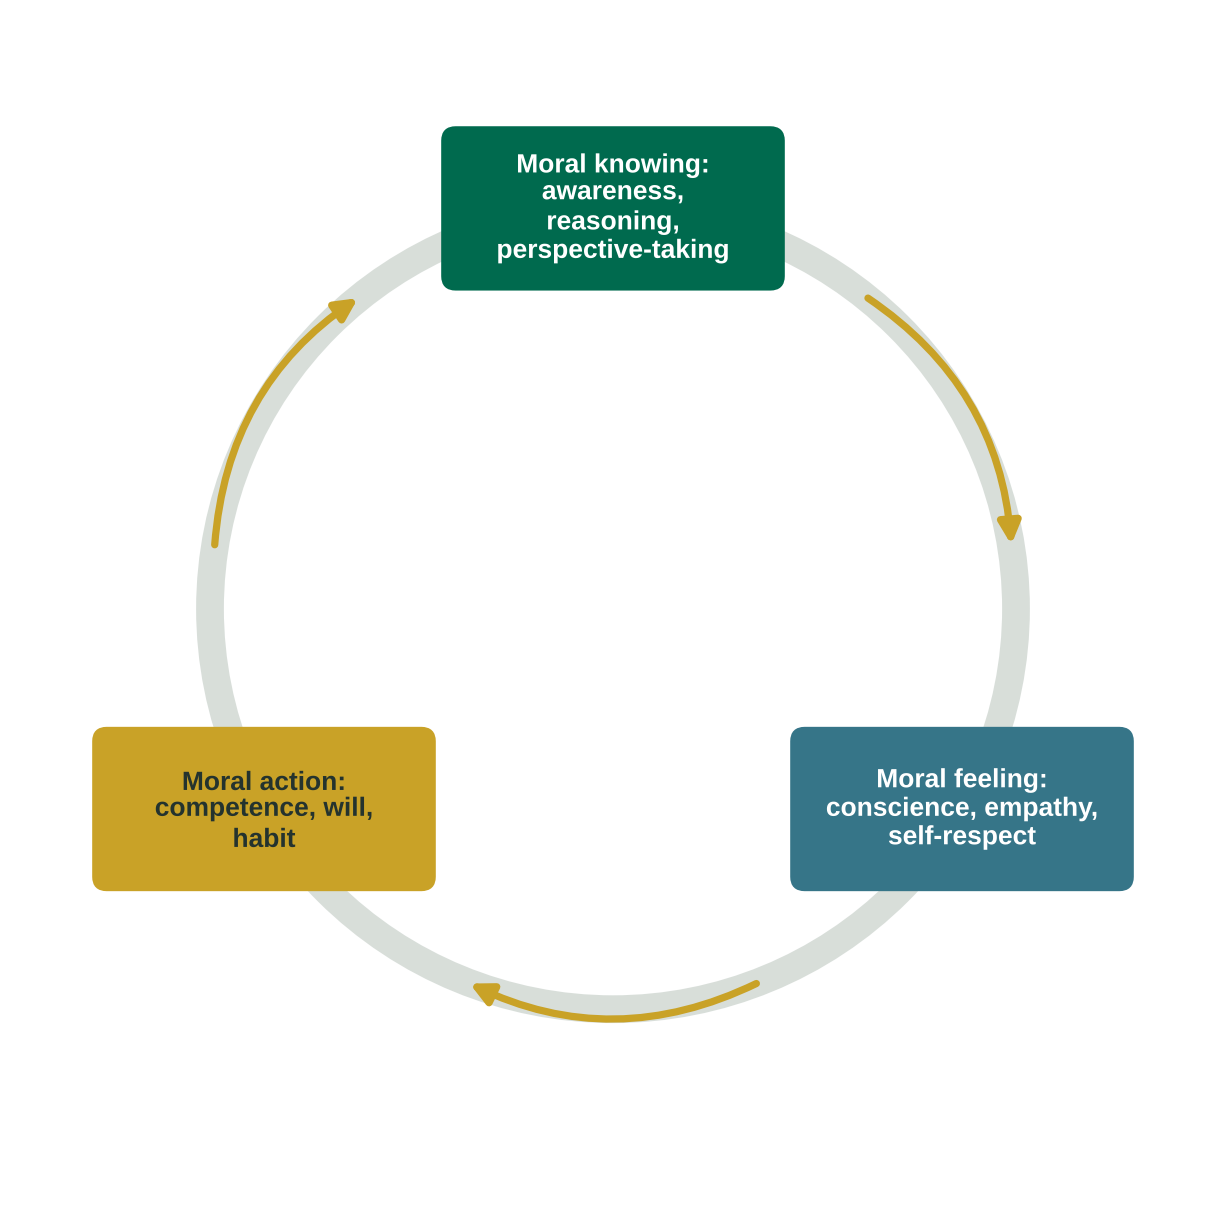 Moral knowing:
awareness,
reasoning,
perspective-taking
Moral action:
competence, will,
habit
Moral feeling:
conscience, empathy,
self-respect